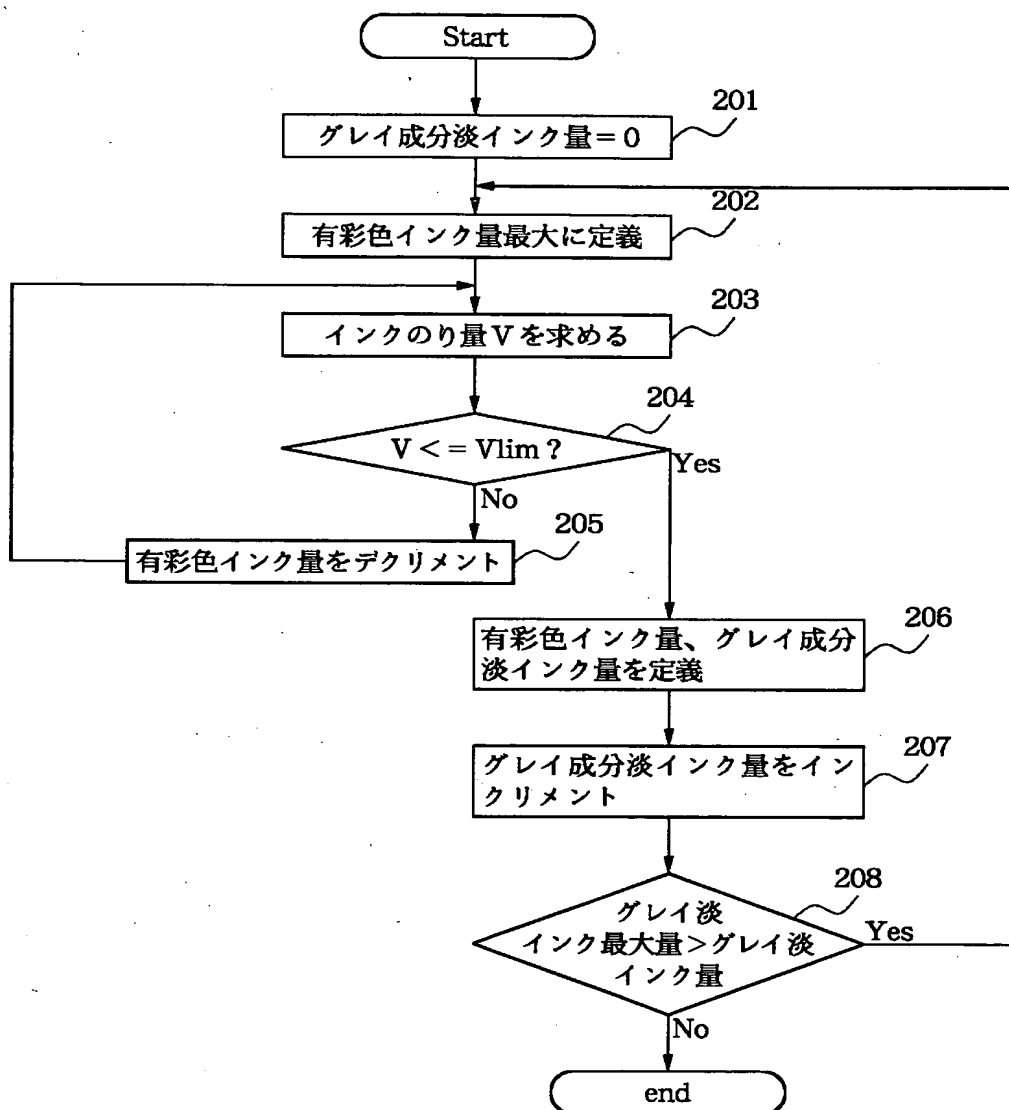 Start
201
グレイ成分淡インク量=0
202
有彩色インク量最大に定義
203
インクのり量Vを求める
204
V<=Vlim?
Yes
No
205
有彩色インク量をデクリメント
206
有彩色インク量、グレイ成分
淡インク量を定義
207
グレイ成分淡インク量をイン
クリメント
208
グレイ淡
インク最大量>グレイ淡
インク量
Yes
No
end